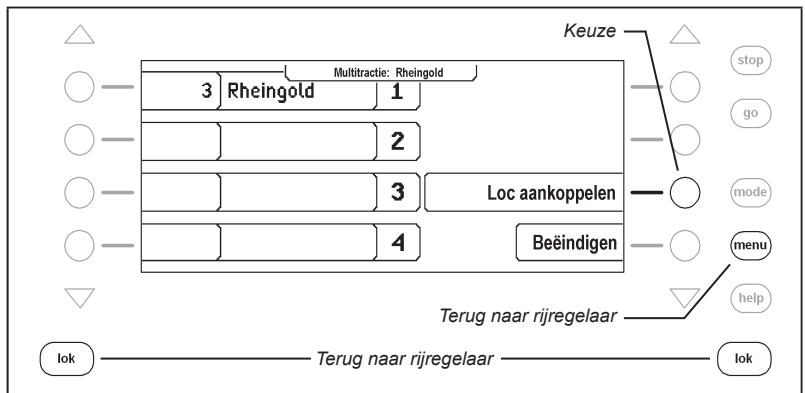 Keuze
stop
Multitractie: Rheingold
3 Rheingold 1
go
2
3 Loc aankoppelen
mode
4 Beëindigen
menu
help
Terug naar rijregelaar
lok Terug naar rijregelaar lok